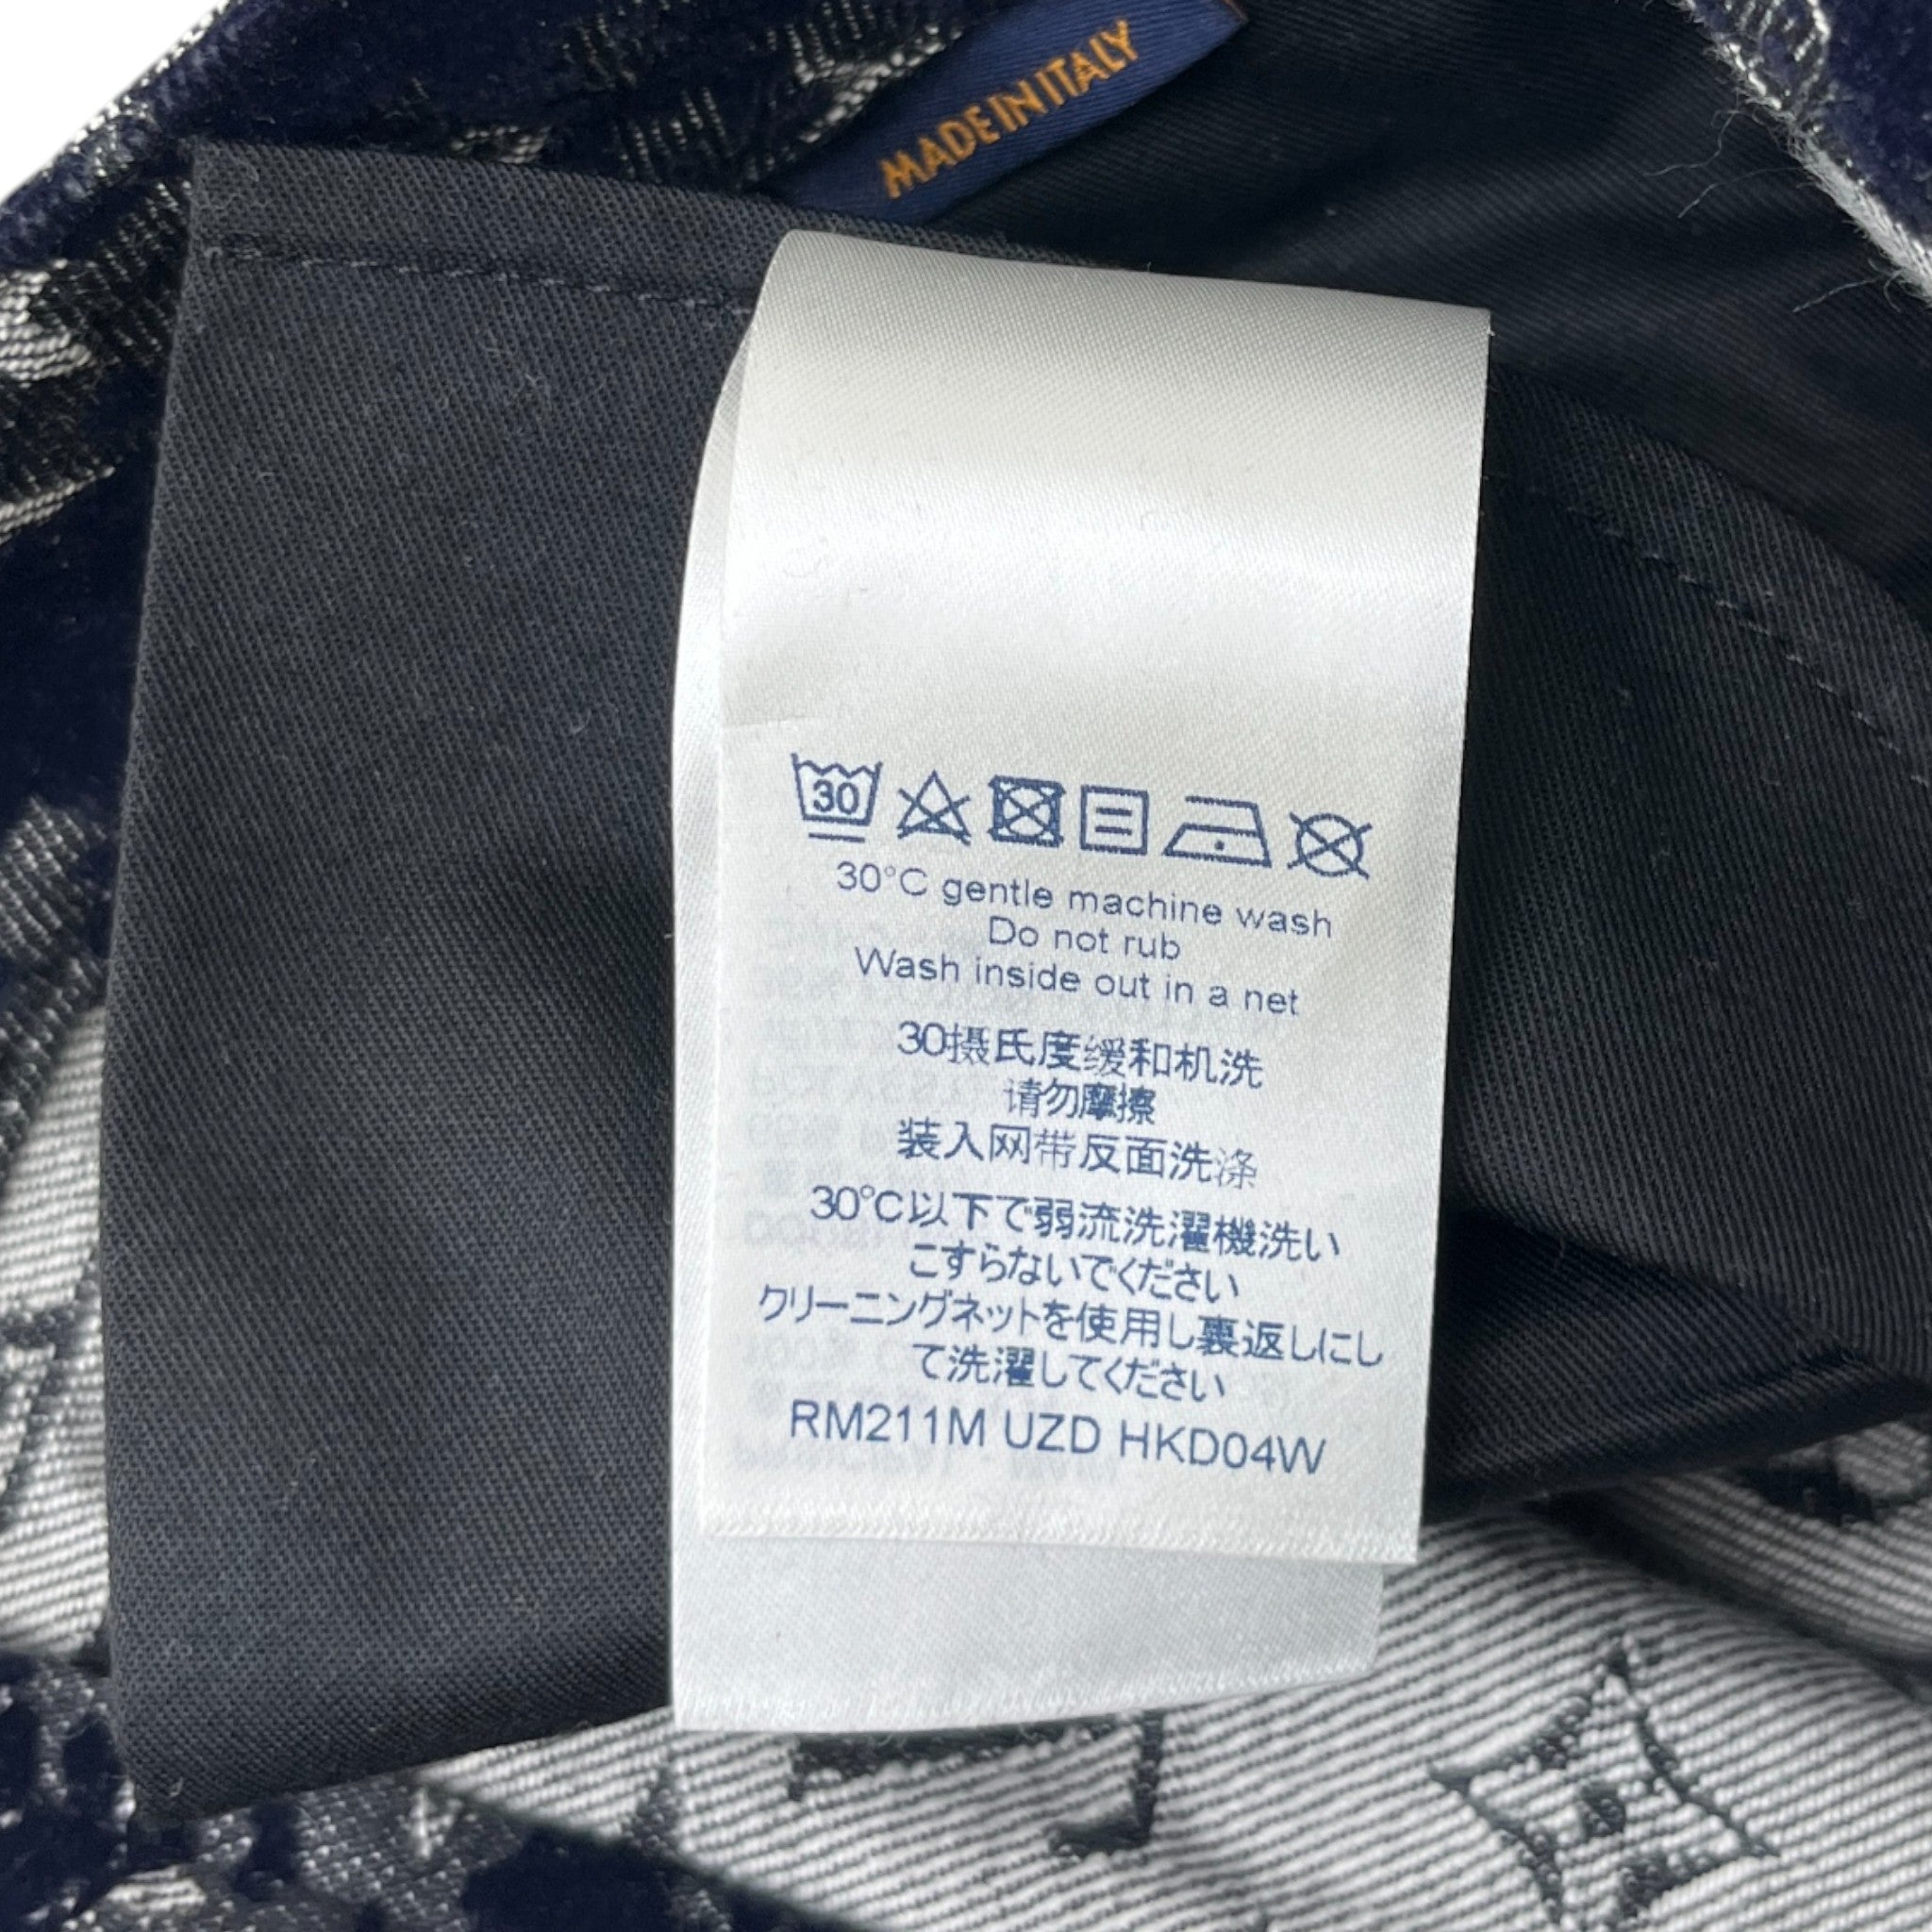 MADE IN ITALY
30
30°C gentle machine wash
Do not rub
Wash inside out in a net
30摄氏度缓和机洗
请勿摩擦
装入网带反面洗涤
30°C以下で弱流洗濯機洗い
こすらないでください
クリーニングネットを使用し裏返しにし
て洗濯してください
RM211M UZD HKD04W